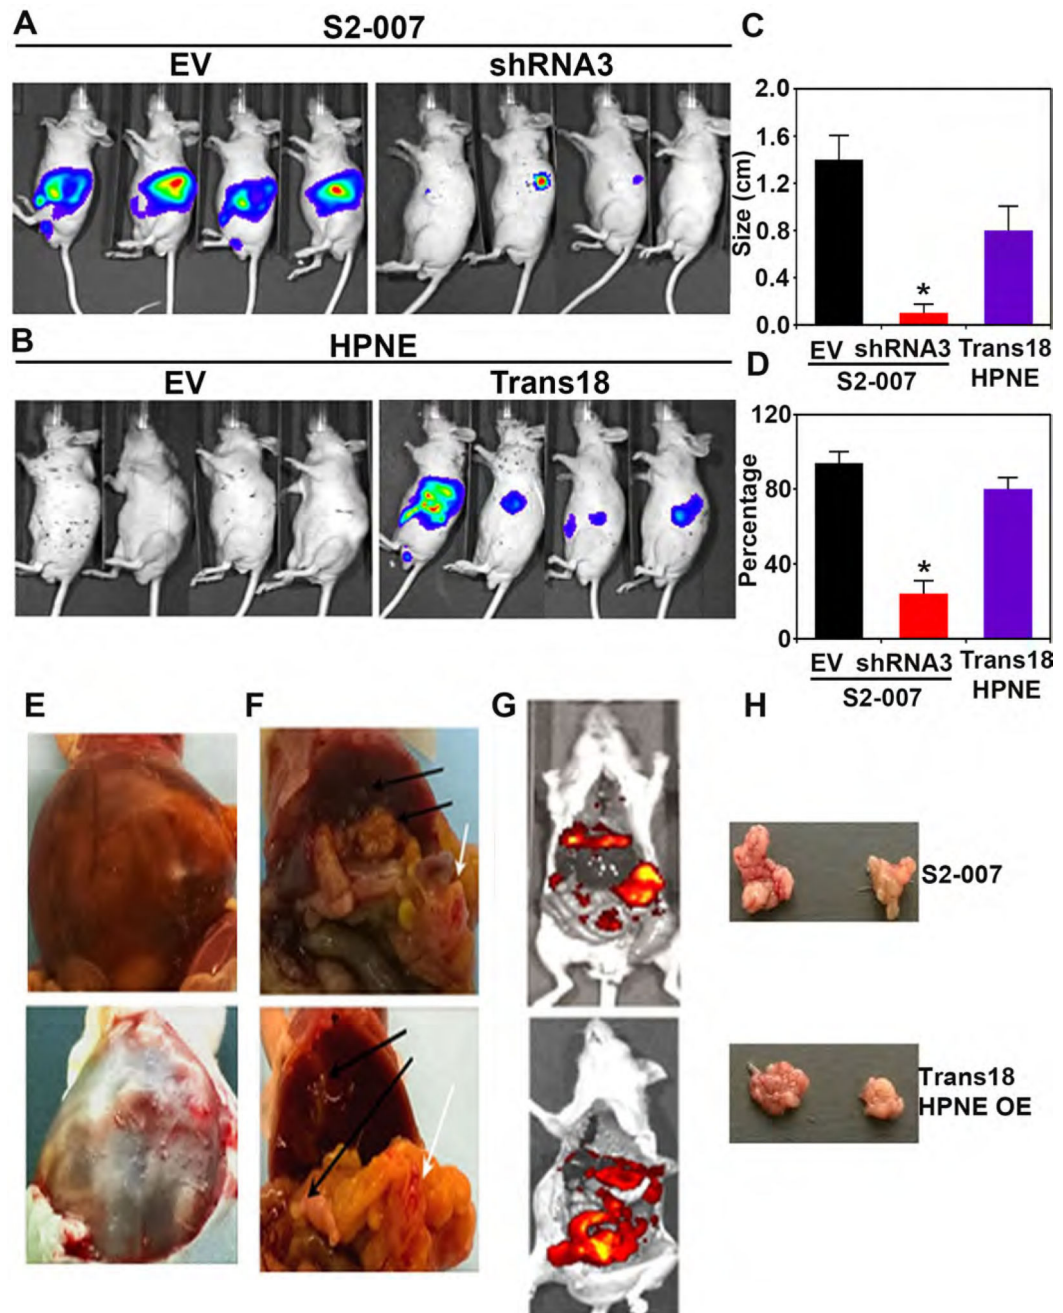 A
S2-007
EV shRNA3
B
HPNE
EV Trans18
C
Size (cm)
2.0
1.6
1.2
0.8
0.4
0.0
*
EV shRNA3 Trans18
S2-007 HPNE
D
Percentage
120
80
40
0
*
EV shRNA3 Trans18
S2-007 HPNE
E
F
G
H
S2-007
Trans18
HPNE OE